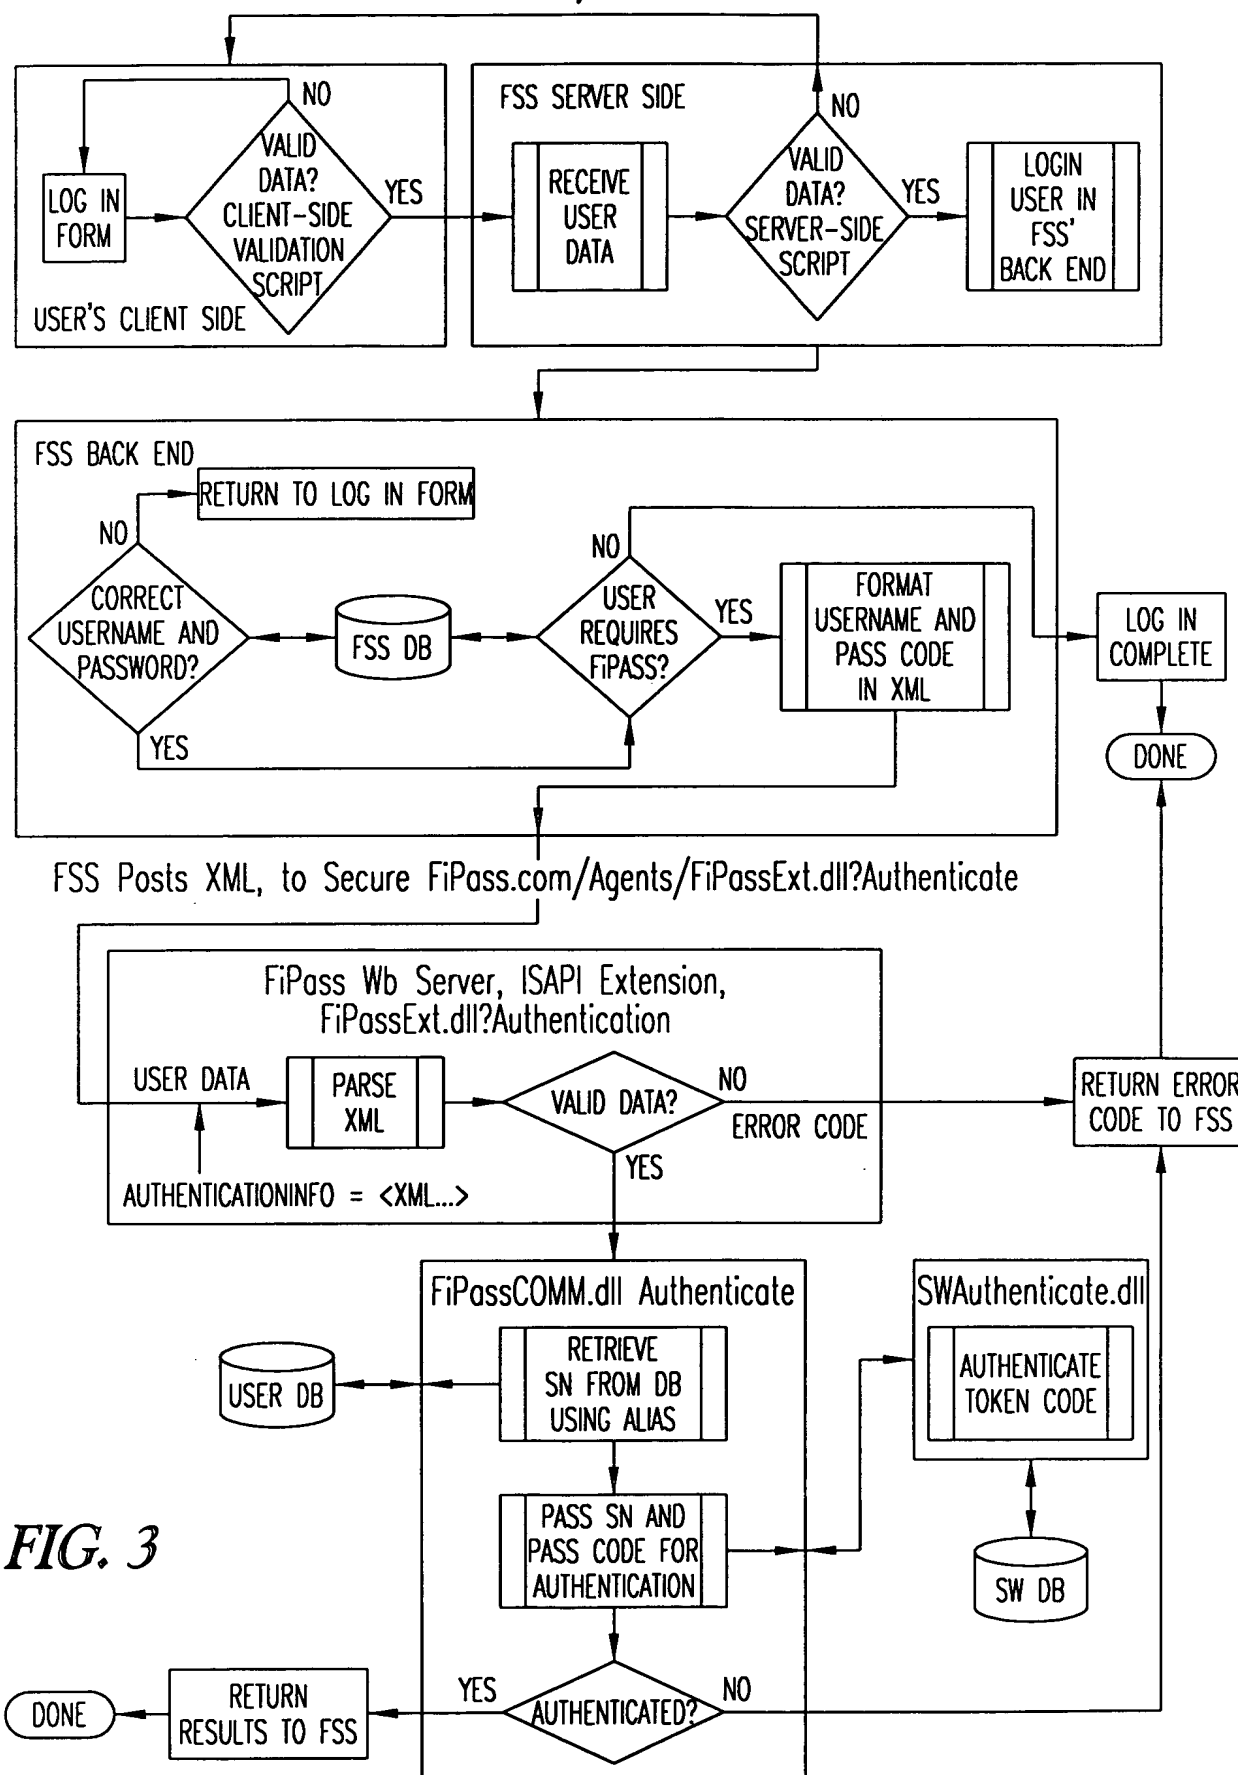 NO
VALID
DATA?
CLIENT-SIDE
VALIDATION
SCRIPT
LOG IN
FORM
YES
USER'S CLIENT SIDE
FSS SERVER SIDE
NO
RECEIVE
USER
DATA
VALID
DATA?
SERVER-SIDE
SCRIPT
YES
LOGIN
USER IN
FSS'
BACK END
FSS BACK END
RETURN TO LOG IN FORM
NO
CORRECT
USERNAME AND
PASSWORD?
YES
FSS DB
NO
USER
REQUIRES
FiPASS?
YES
FORMAT
USERNAME AND
PASS CODE
IN XML
LOG IN
COMPLETE
DONE
FSS Posts XML, to Secure FiPass.com/Agents/FiPassExt.dll?Authenticate
FiPass Wb Server, ISAPI Extension,
FiPassExt.dll?Authentication
USER DATA
PARSE
XML
VALID DATA?
NO
ERROR CODE
YES
AUTHENTICATIONINFO = <XML...>
RETURN ERROR
CODE TO FSS
FiPassCOMM.dll Authenticate
USER DB
RETRIEVE
SN FROM DB
USING ALIAS
PASS SN AND
PASS CODE FOR
AUTHENTICATION
SWAuthenticate.dll
AUTHENTICATE
TOKEN CODE
SW DB
FIG. 3
AUTHENTICATED?
YES
NO
RETURN
RESULTS TO FSS
DONE